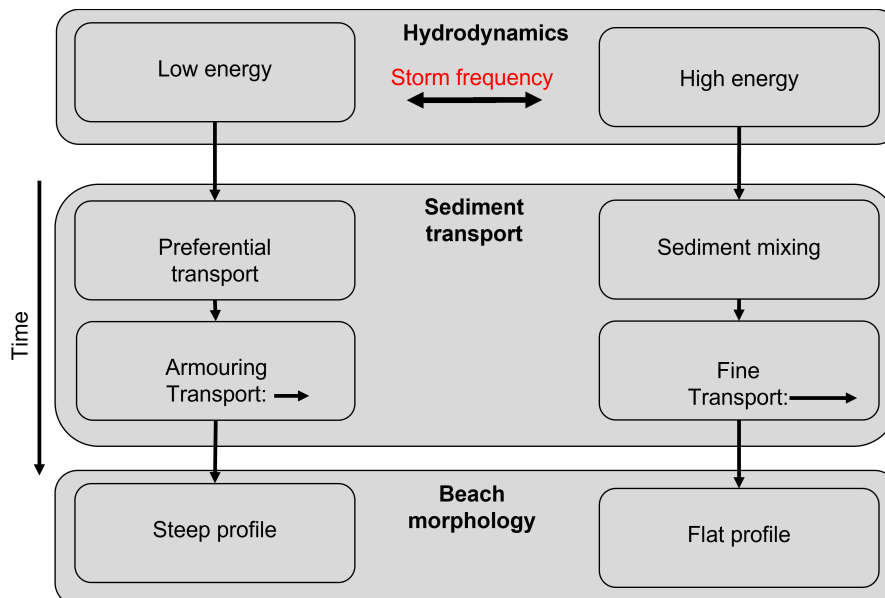 Hydrodynamics
Low energy
Storm frequency
High energy
Time
Sediment
transport
Preferential
transport
Sediment mixing
Armouring
Transport:
Fine
Transport:
Beach
morphology
Steep profile
Flat profile